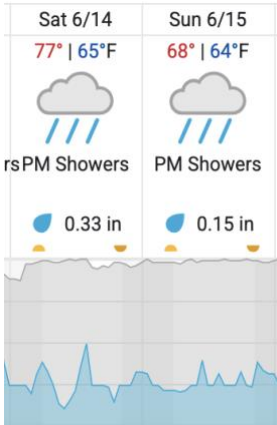 Sat 6/14
77° | 65°F
rs PM Showers
0.33 in
Sun 6/15
68° | 64°F
PM Showers
0.15 in